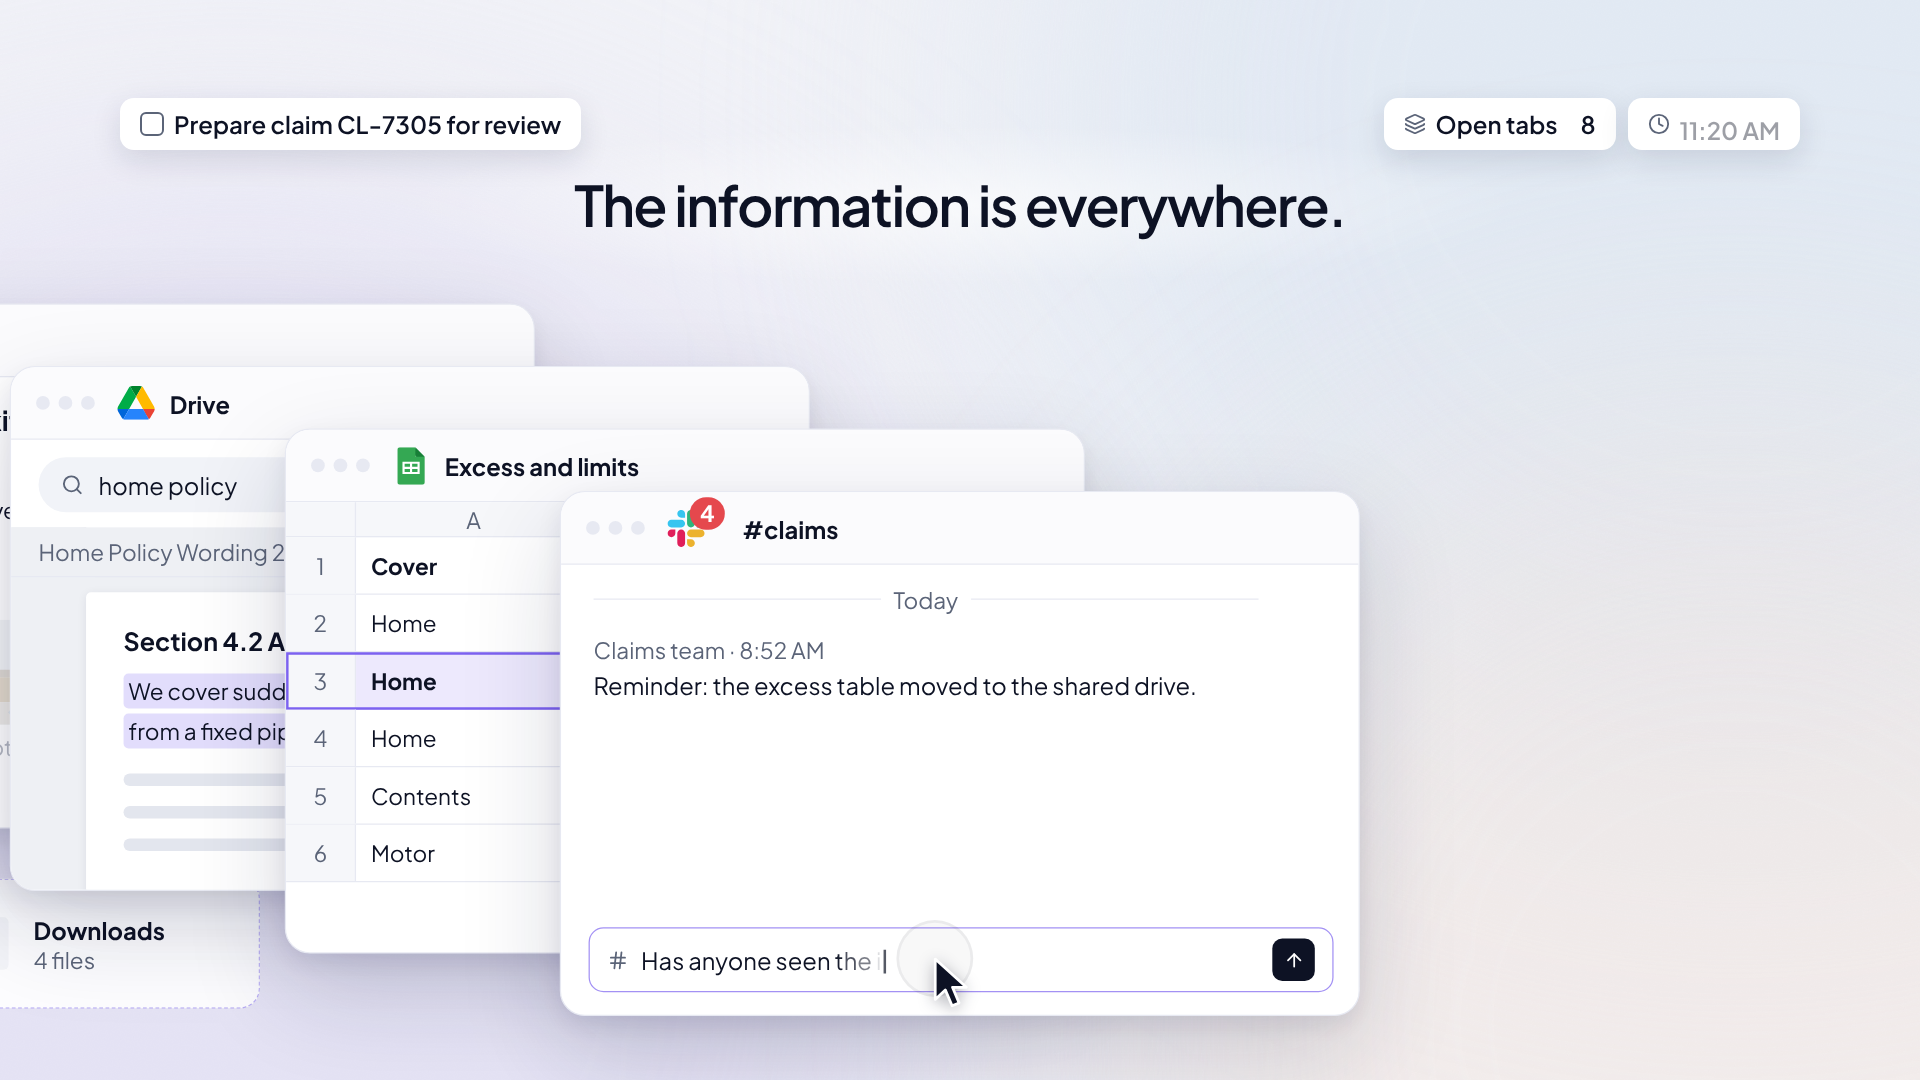 Prepare claim CL-7305 for review
Open tabs 8
11:20 AM
The information is everywhere.
Drive
home policy
Home Policy Wording 2
Section 4.2 A
We cover sudd
from a fixed pip
Downloads
4 files
Excess and limits
A
1 Cover
2 Home
3 Home
4 Home
5 Contents
6 Motor
4
#claims
Today
Claims team · 8:52 AM
Reminder: the excess table moved to the shared drive.
# Has anyone seen the i